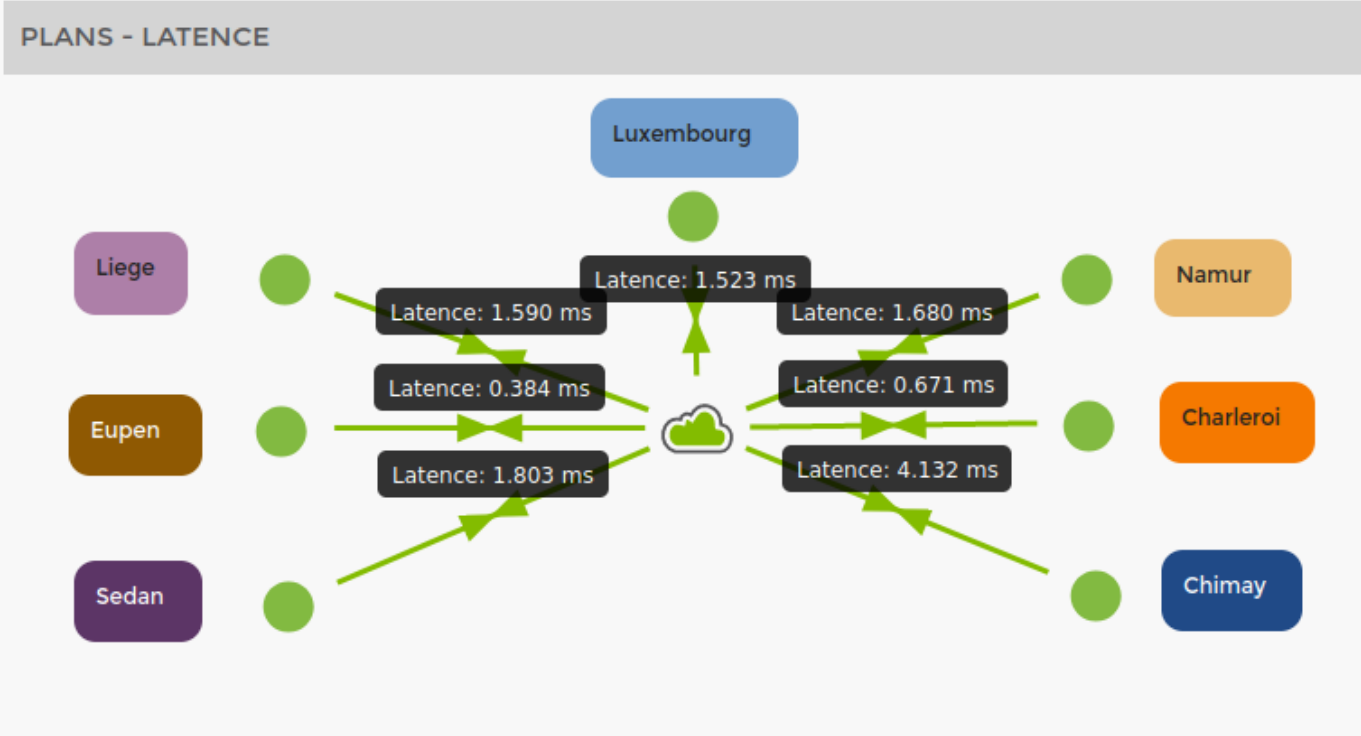 PLANS - LATENCE
Luxembourg
Liege
Namur
Latence: 1.523 ms
Latence: 1.590 ms
Latence: 1.680 ms
Eupen
Latence: 0.384 ms
Latence: 0.671 ms
Charleroi
Latence: 1.803 ms
Latence: 4.132 ms
Sedan
Chimay